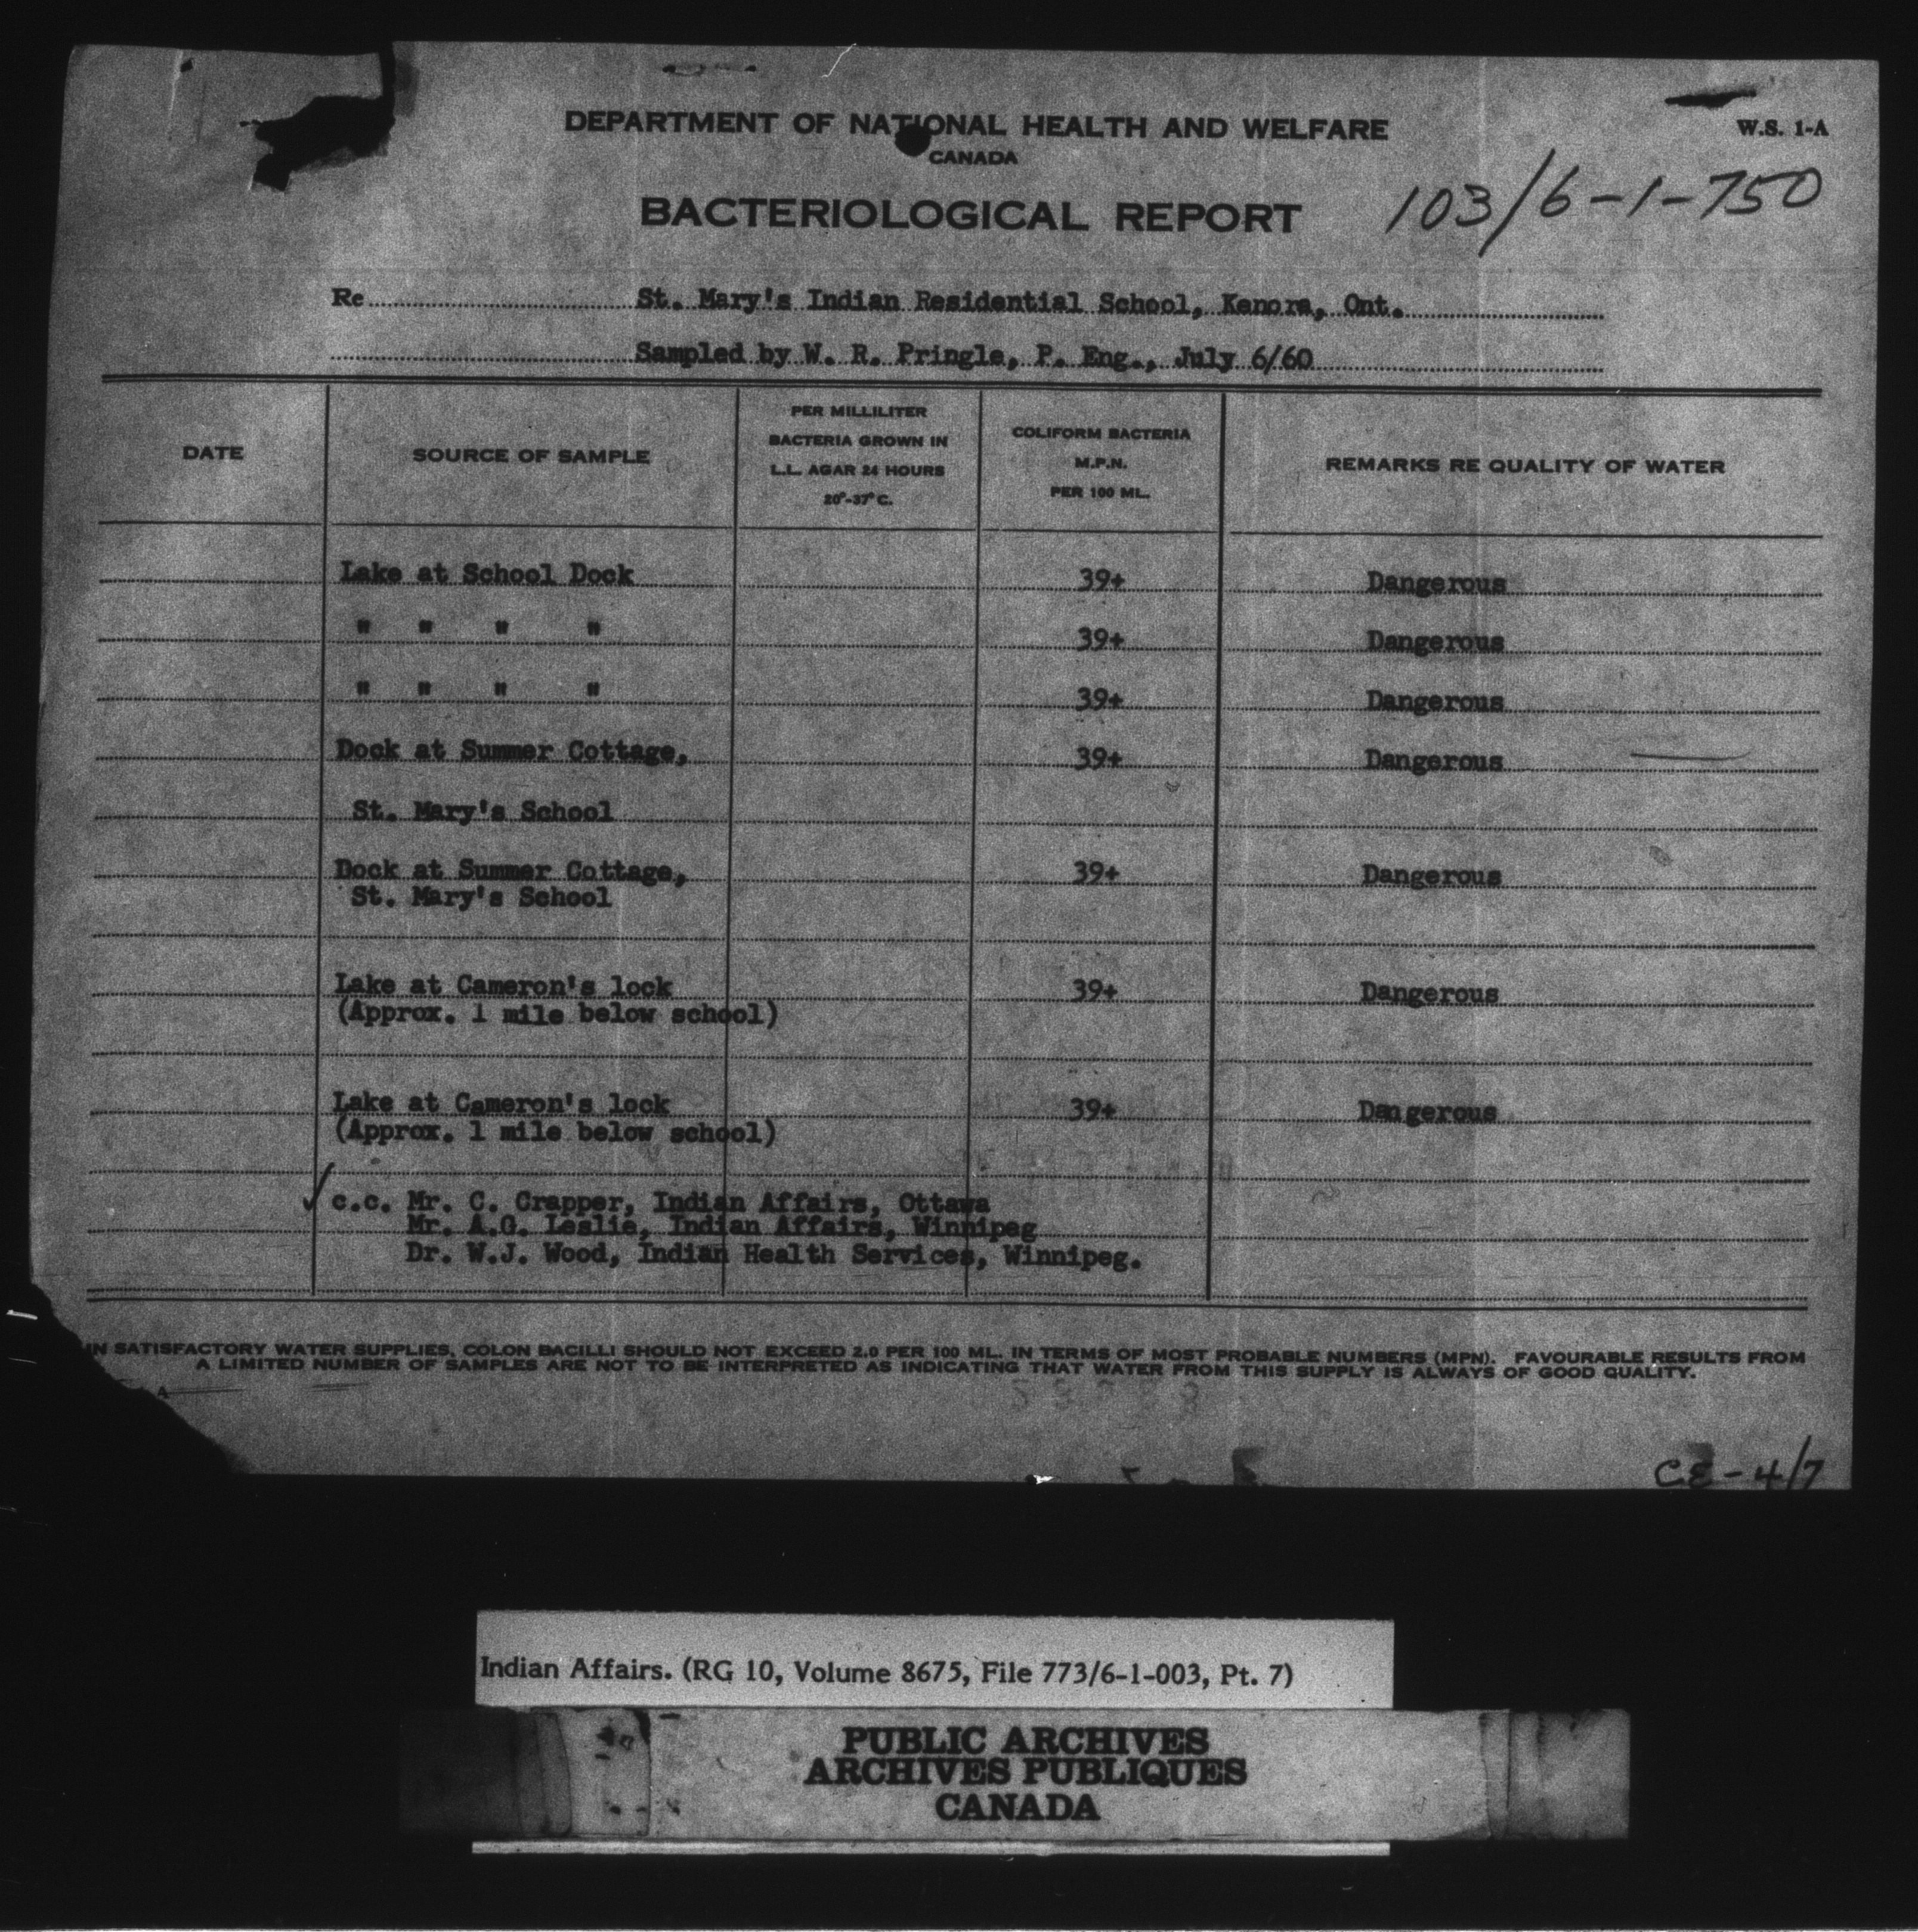 DEPARTMENT OF NATIONAL HEALTH AND WELFARE
W.S. 1-A
CANADA
103/6-1-750
BACTERIOLOGICAL REPORT
Re St. Mary's Indian Residential School, Kenora, Ont.
Sampled by W. R. Pringle, P. Eng., July 6/60
DATE SOURCE OF SAMPLE PER MILLILITER BACTERIA GROWN IN L.L. AGAR 24 HOURS 20°-37° C. COLIFORM BACTERIA M.P.N. PER 100 ML. REMARKS RE QUALITY OF WATER
Lake at School Dock 39+ Dangerous
" " " " 39+ Dangerous
" " " " 39+ Dangerous
Dock at Summer Cottage, 39+ Dangerous
St. Mary's School
Dock at Summer Cottage, 39+ Dangerous
St. Mary's School
Lake at Cameron's lock 39+ Dangerous
(Approx. 1 mile below school)
Lake at Cameron's lock 39+ Dangerous
(Approx. 1 mile below school)
c.c. Mr. C. Crapper, Indian Affairs, Ottawa
Mr. A.G. Leslie, Indian Affairs, Winnipeg
Dr. W.J. Wood, Indian Health Services, Winnipeg.
IN SATISFACTORY WATER SUPPLIES, COLON BACILLI SHOULD NOT EXCEED 2.0 PER 100 ML. IN TERMS OF MOST PROBABLE NUMBERS (MPN). FAVOURABLE RESULTS FROM
A LIMITED NUMBER OF SAMPLES ARE NOT TO BE INTERPRETED AS INDICATING THAT WATER FROM THIS SUPPLY IS ALWAYS OF GOOD QUALITY.
CE-4/7
Indian Affairs. (RG 10, Volume 8675, File 773/6-1-003, Pt. 7)
PUBLIC ARCHIVES
ARCHIVES PUBLIQUES
CANADA